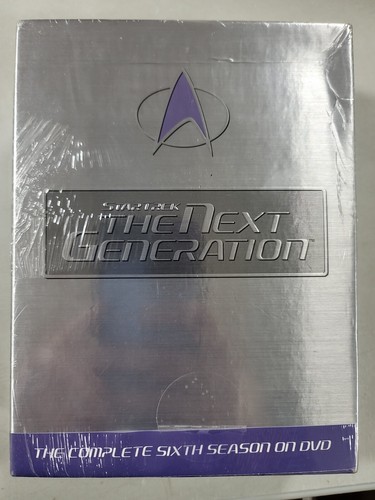 STAR TREK
THE NEXT
GENERATION
THE COMPLETE SIXTH SEASON ON DVD